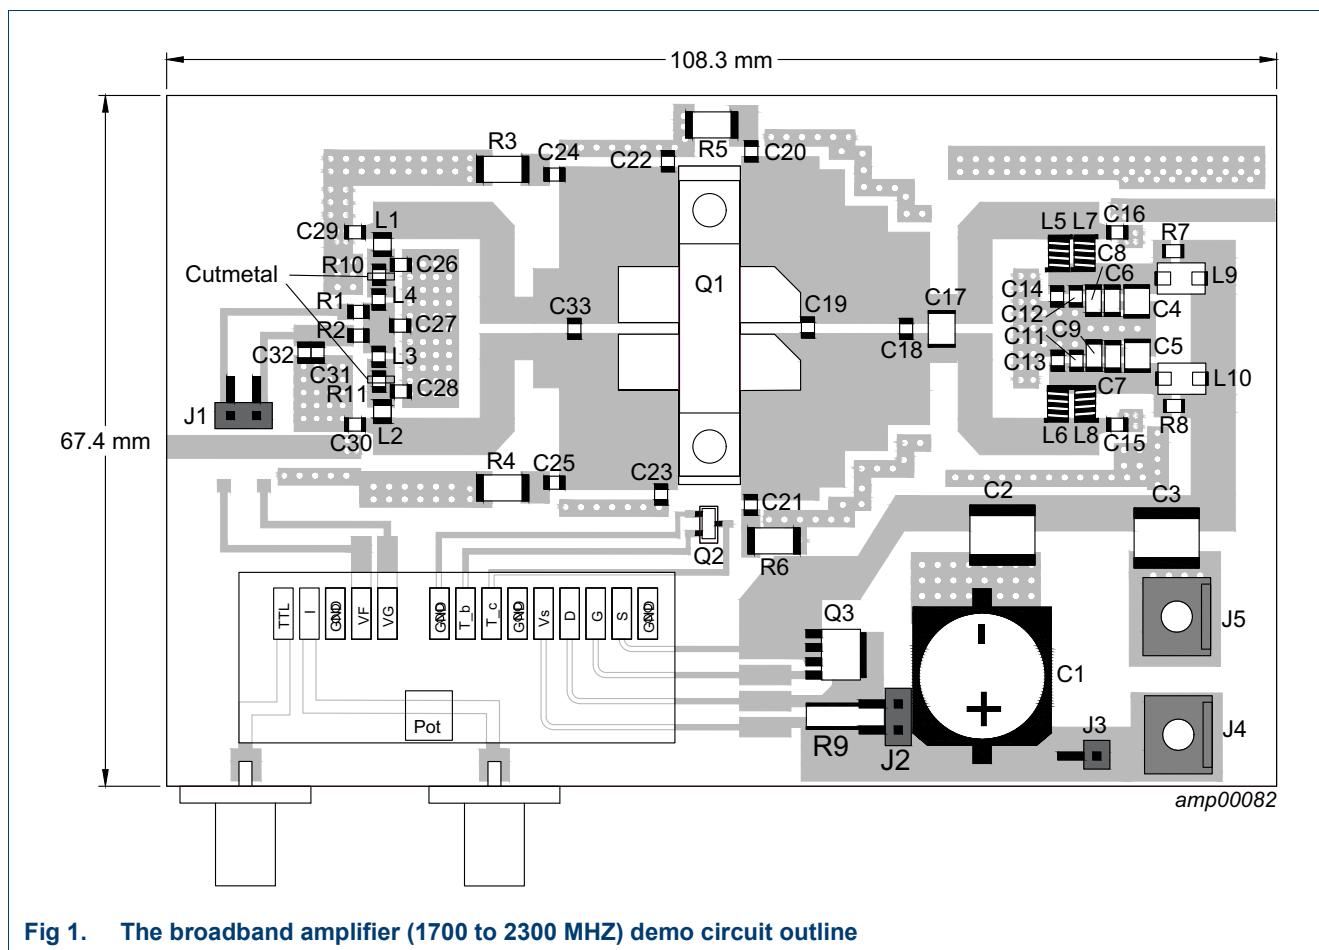 108.3 mm
R3
C24
C22
R5
C20
C29
L1
L5 L7
C16
R7
Cutmetal
R10
C26
Q1
C8
C6
L9
R1
L4
C14
C12
C4
R2
C27
C33
C19
C17
C18
C11
C9
C5
C32
L3
C13
C31
R11
C28
C7
L10
J1
C30
L2
L6 L8
C15
R8
67.4 mm
R4
C25
C23
C21
C2
C3
Q2
R6
TTL
I
GND
VF
VG
GND
T_b
T_c
GND
Vs
D
G
S
GND
Q3
J5
C1
Pot
R9
J2
J3
J4
amp00082
Fig 1. The broadband amplifier (1700 to 2300 MHZ) demo circuit outline